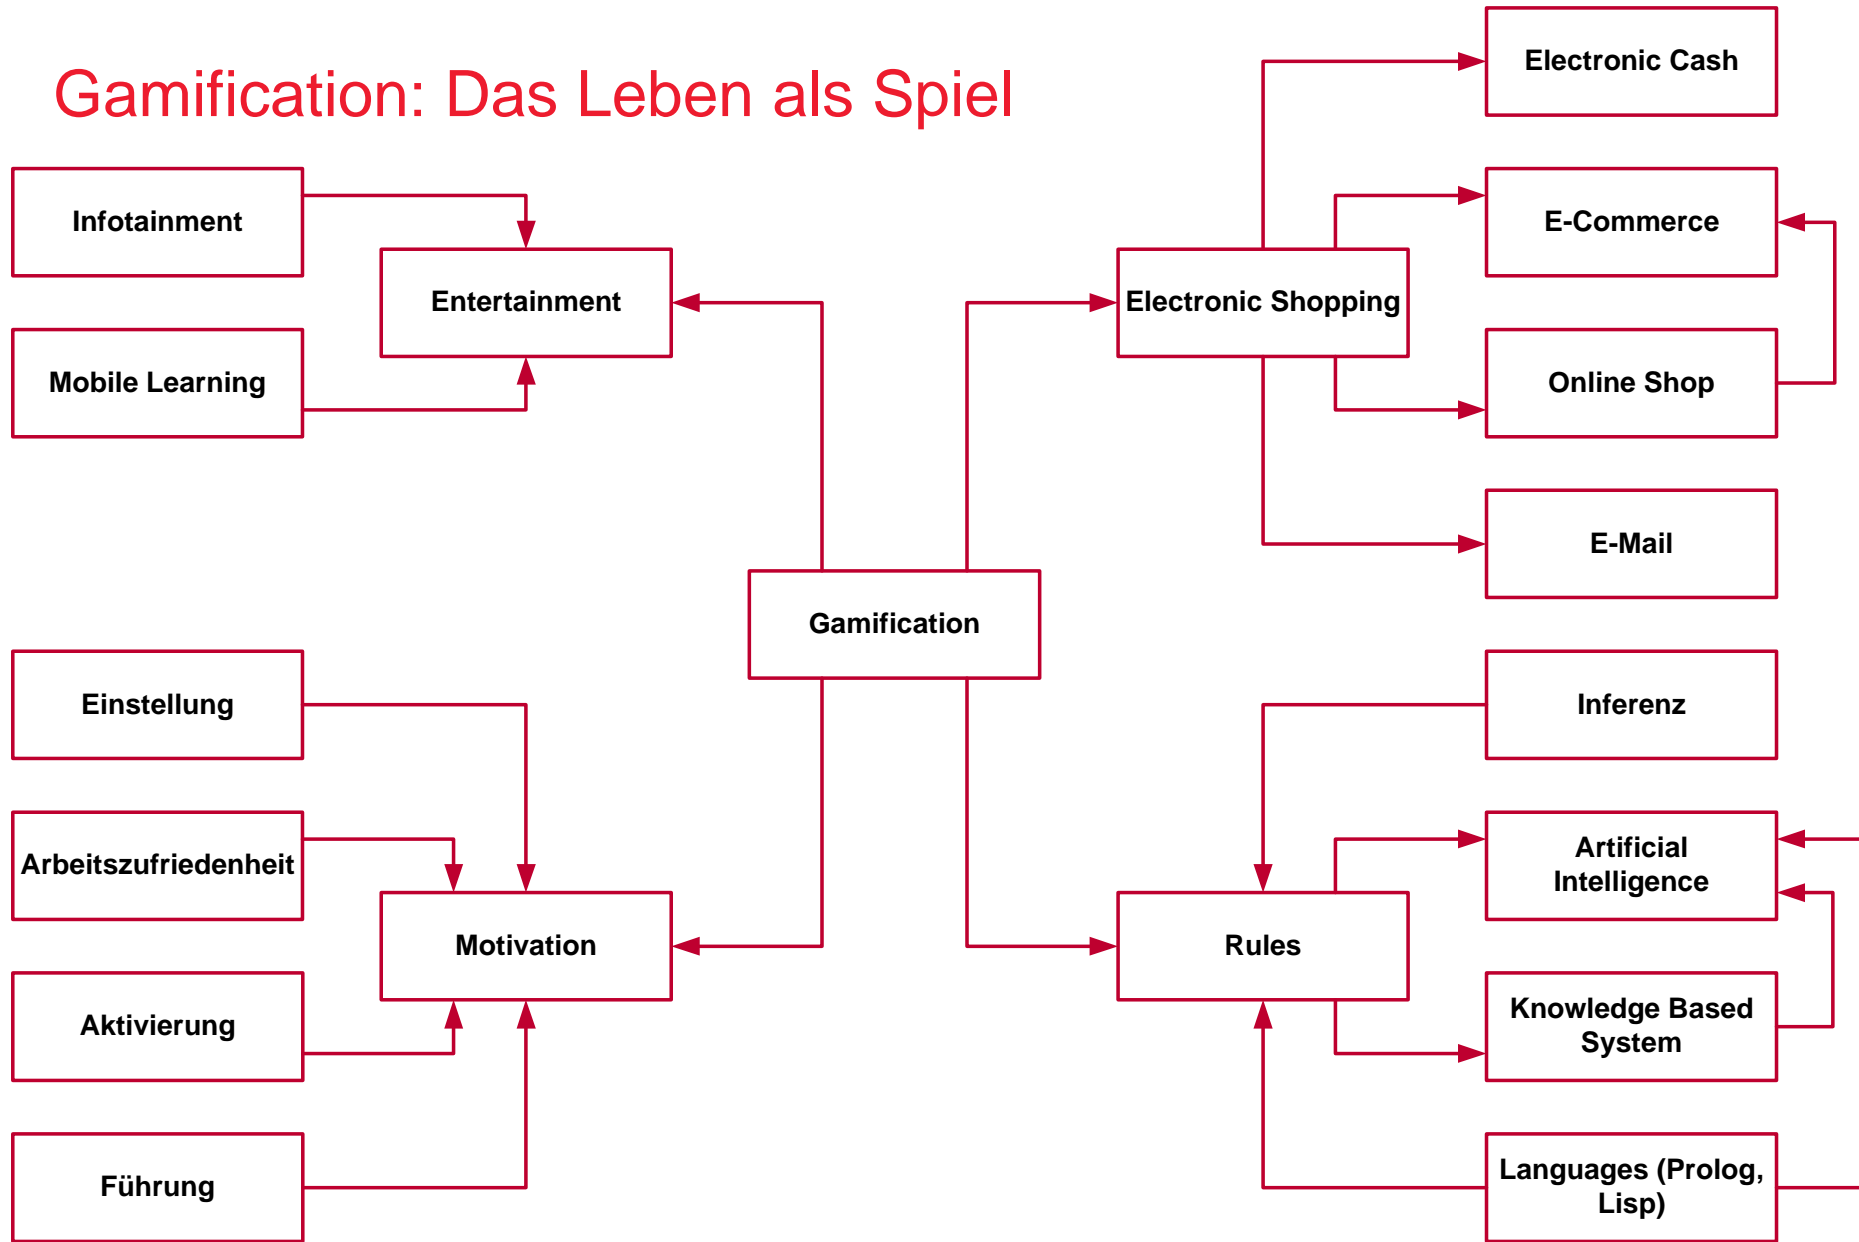 Gamification: Das Leben als Spiel
Electronic Cash
Infotainment
E-Commerce
Entertainment
Electronic Shopping
Mobile Learning
Online Shop
E-Mail
Gamification
Einstellung
Inferenz
Arbeitszufriedenheit
Artificial
Intelligence
Motivation
Rules
Aktivierung
Knowledge Based
System
Führung
Languages (Prolog,
Lisp)